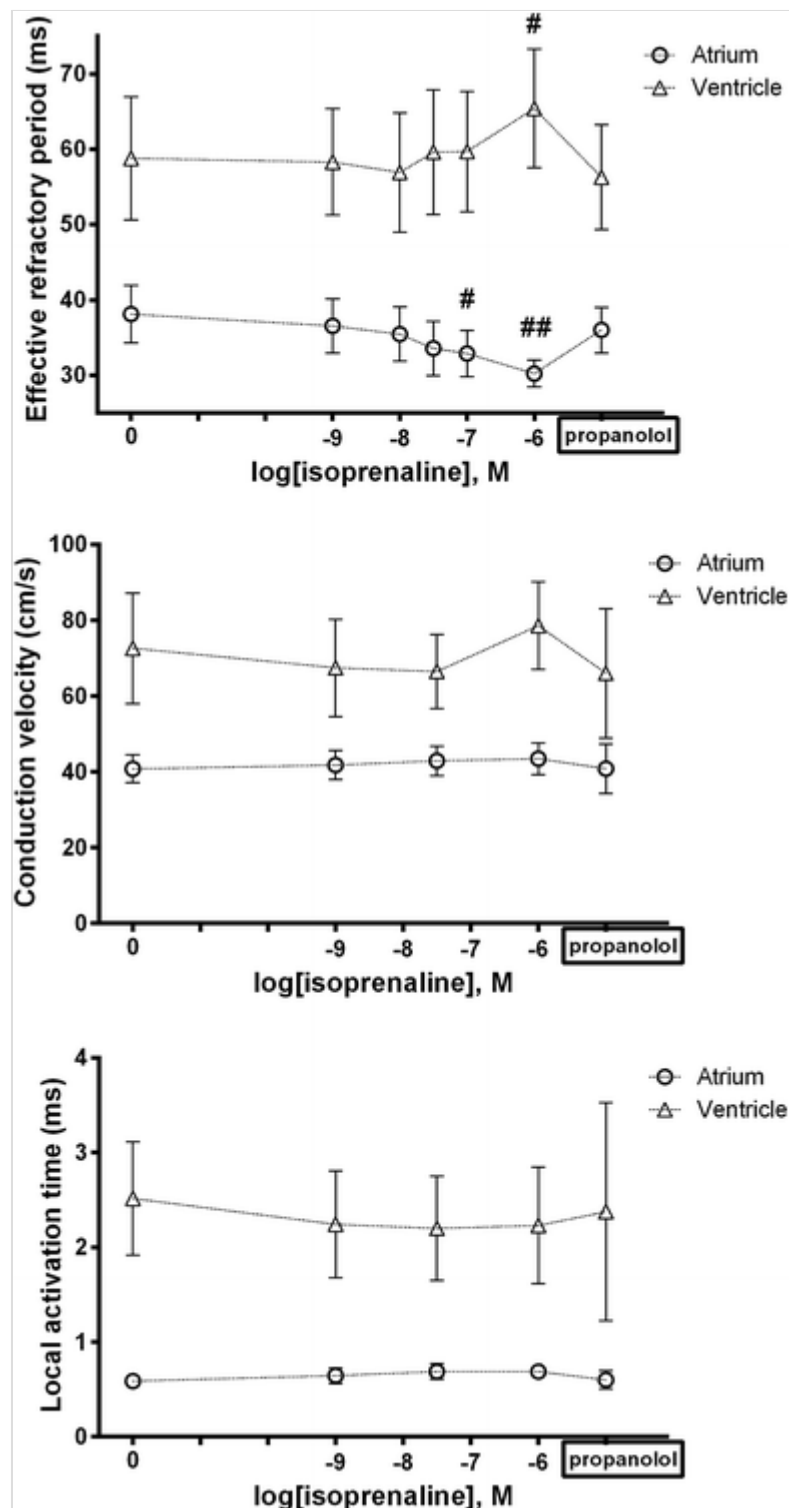 #
Effective refractory period (ms)
Atrium
Ventricle
70
60
50
40
30
#
##
0
-9
-8
-7
-6
propanolol
log[isoprenaline], M
Conduction velocity (cm/s)
Atrium
Ventricle
100
80
60
40
20
0
0
-9
-8
-7
-6
propanolol
log[isoprenaline], M
Local activation time (ms)
Atrium
Ventricle
4
3
2
1
0
0
-9
-8
-7
-6
propanolol
log[isoprenaline], M